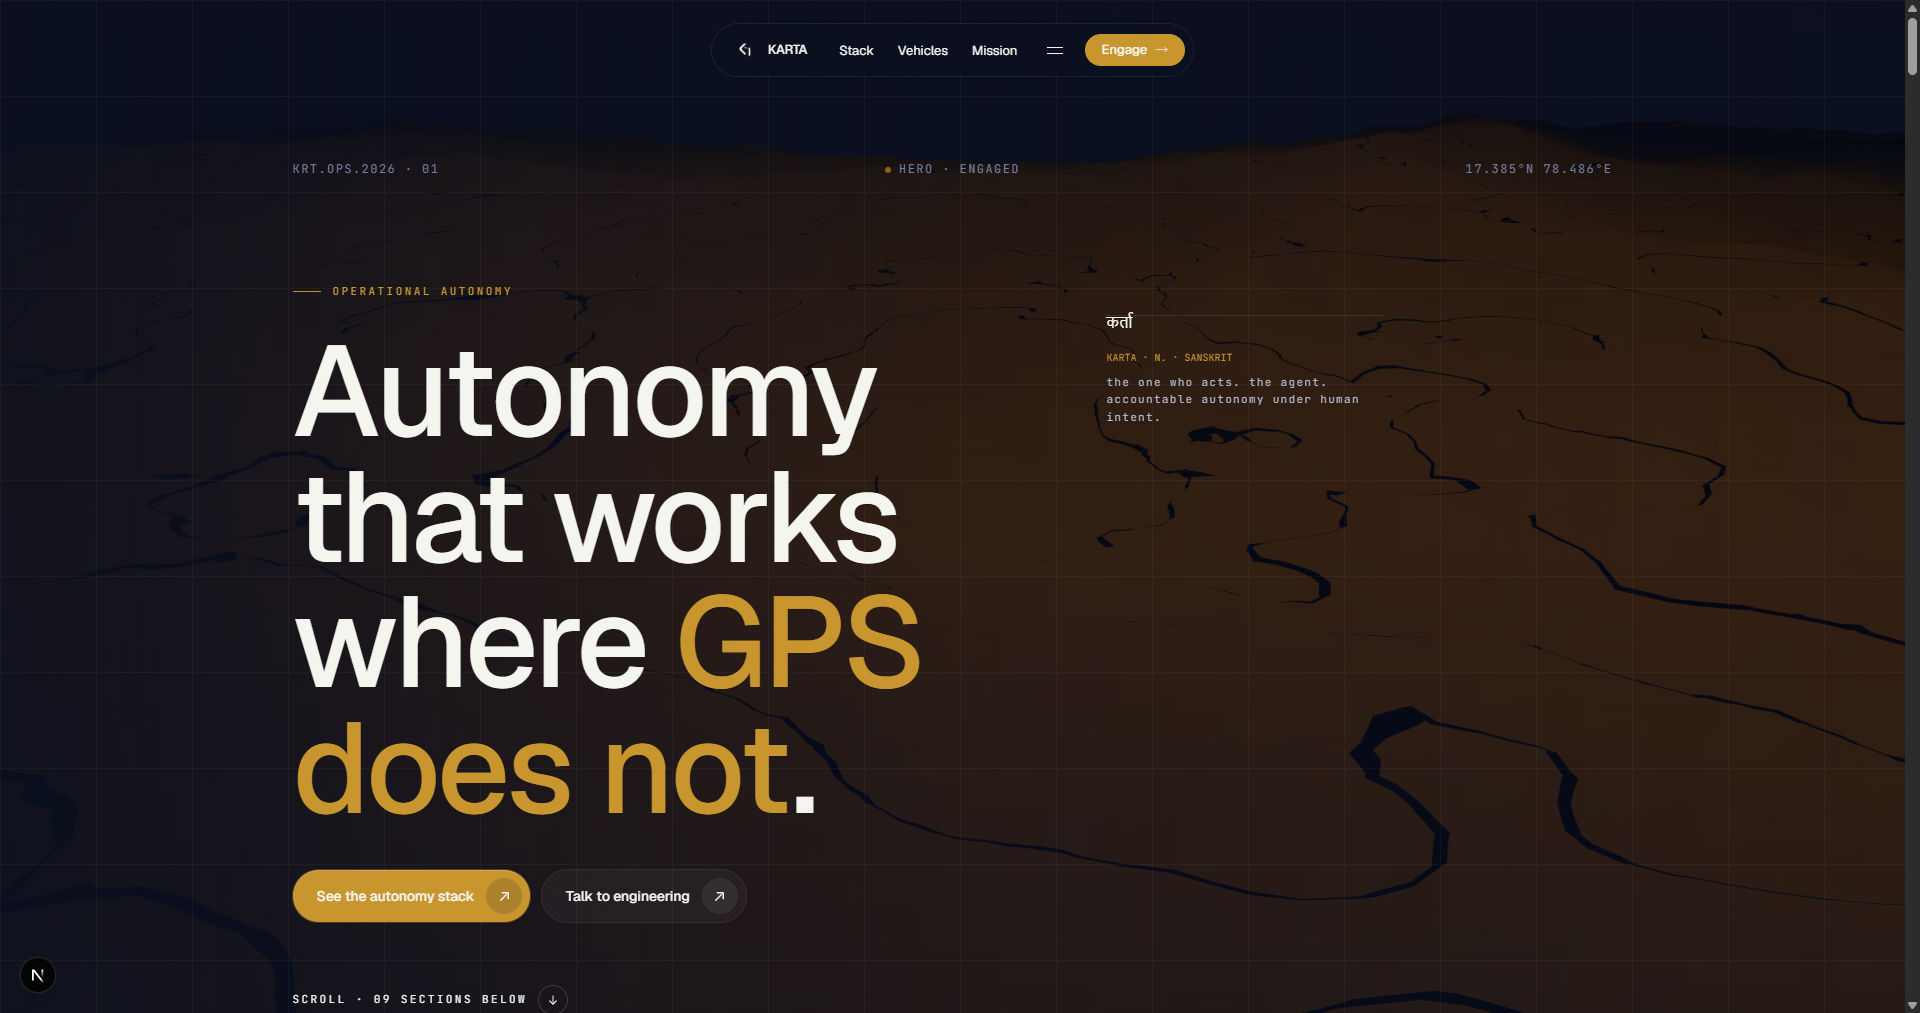 KARTA Stack Vehicles Mission Engage →
KRT.OPS.2026 · 01
HERO · ENGAGED
17.385°N 78.486°E
OPERATIONAL AUTONOMY
Autonomy
that works
where GPS
does not.
कर्ता
KARTA · N. · SANSKRIT
the one who acts. the agent.
accountable autonomy under human
intent.
See the autonomy stack
Talk to engineering
SCROLL · 09 SECTIONS BELOW
N